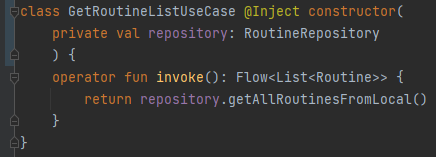 class GetRoutineListUseCase @Inject constructor(
    private val repository: RoutineRepository
    ) {
    operator fun invoke(): Flow<List<Routine>> {
        return repository.getAllRoutinesFromLocal()
    }
}